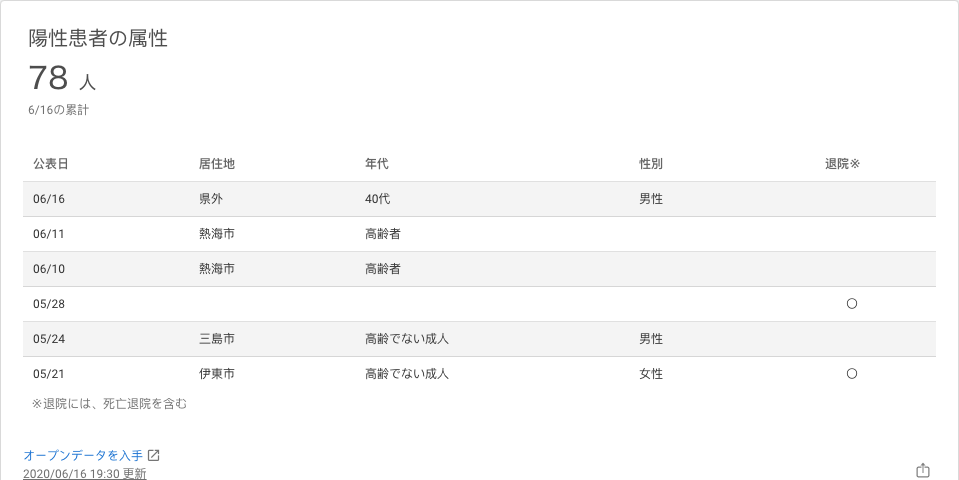 陽性患者の属性
78 人
6/16の累計
公表日 居住地 年代 性別 退院※
06/16 県外 40代 男性
06/11 熱海市 高齢者
06/10 熱海市 高齢者
05/28 〇
05/24 三島市 高齢でない成人 男性
05/21 伊東市 高齢でない成人 女性 〇
※退院には、死亡退院を含む
オープンデータを入手
2020/06/16 19:30 更新